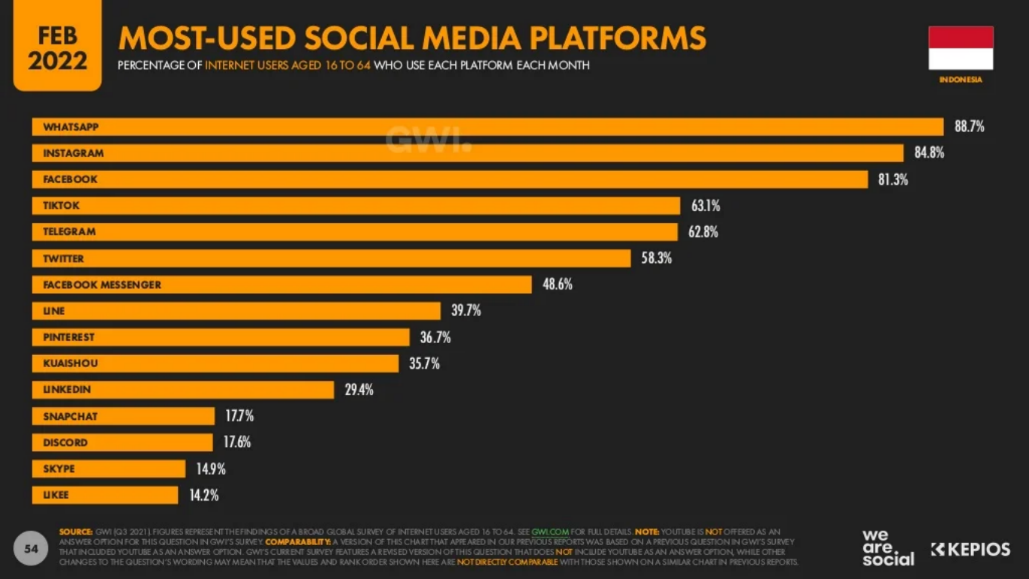 FEB
2022
MOST-USED SOCIAL MEDIA PLATFORMS
PERCENTAGE OF INTERNET USERS AGED 16 TO 64 WHO USE EACH PLATFORM EACH MONTH
INDONESIA
GWI.
WHATSAPP 88.7%
INSTAGRAM 84.8%
FACEBOOK 81.3%
TIKTOK 63.1%
TELEGRAM 62.8%
TWITTER 58.3%
FACEBOOK MESSENGER 48.6%
LINE 39.7%
PINTEREST 36.7%
KUAISHOU 35.7%
LINKEDIN 29.4%
SNAPCHAT 17.7%
DISCORD 17.6%
SKYPE 14.9%
LIKEE 14.2%
54
SOURCE: GWI (Q3 2021). FIGURES REPRESENT THE FINDINGS OF A BROAD GLOBAL SURVEY OF INTERNET USERS AGED 16 TO 64. SEE GWI.COM FOR FULL DETAILS. NOTE: YOUTUBE IS NOT OFFERED AS AN
ANSWER OPTION FOR THIS QUESTION IN GWI'S SURVEY. COMPARABILITY: A VERSION OF THIS CHART THAT APPEARED IN OUR PREVIOUS REPORTS WAS BASED ON A PREVIOUS QUESTION IN GWI'S SURVEY
THAT INCLUDED YOUTUBE AS AN ANSWER OPTION. GWI'S CURRENT SURVEY FEATURES A REVISED VERSION OF THIS QUESTION THAT DOES NOT INCLUDE YOUTUBE AS AN ANSWER OPTION, WHILE OTHER
CHANGES TO THE QUESTION'S WORDING MAY MEAN THAT THE VALUES AND RANK ORDER SHOWN HERE ARE NOT DIRECTLY COMPARABLE WITH THOSE SHOWN ON A SIMILAR CHART IN PREVIOUS REPORTS.
we
are
social
KEPIOS